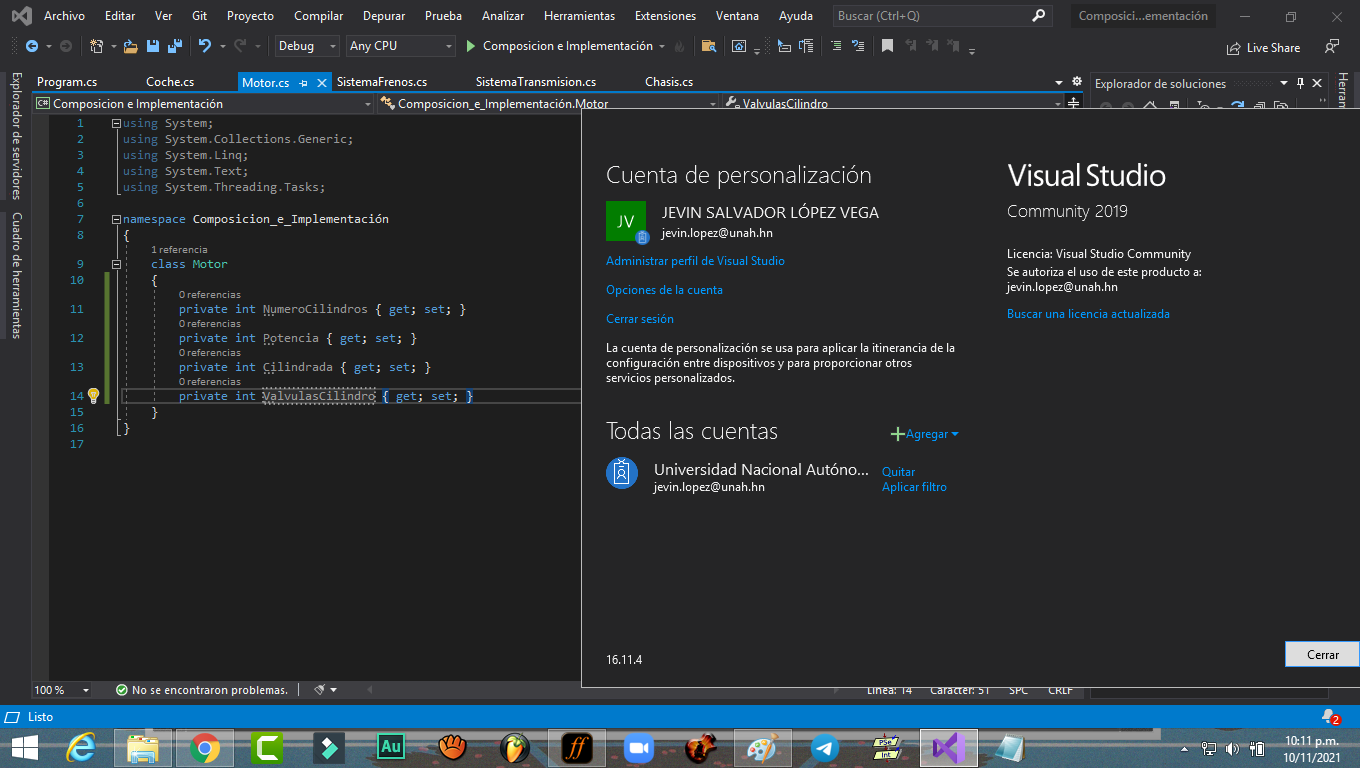 Archivo Editar Ver Git Proyecto Compilar Depurar Prueba Analizar Herramientas Extensiones Ventana Ayuda Buscar (Ctrl+Q) Composici...ementación
Debug Any CPU Composicion e Implementación Live Share
Explorador de servidores
Cuadro de herramientas
Program.cs Coche.cs Motor.cs SistemaFrenos.cs SistemaTransmision.cs Chasis.cs
Explorador de soluciones
C# Composicion e Implementación Composicion_e_Implementación.Motor ValvulasCilindro
1 using System;
2 using System.Collections.Generic;
3 using System.Linq;
4 using System.Text;
5 using System.Threading.Tasks;
6
7 namespace Composicion_e_Implementación
8 {
1 referencia
9 class Motor
10 {
0 referencias
11 private int NumeroCilindros { get; set; }
0 referencias
12 private int Potencia { get; set; }
0 referencias
13 private int Cilindrada { get; set; }
0 referencias
14 private int ValvulasCilindro { get; set; }
15 }
16 }
17
Cuenta de personalización
JV
JEVIN SALVADOR LÓPEZ VEGA
jevin.lopez@unah.hn
Administrar perfil de Visual Studio
Opciones de la cuenta
Cerrar sesión
La cuenta de personalización se usa para aplicar la itinerancia de la
configuración entre dispositivos y para proporcionar otros
servicios personalizados.
Todas las cuentas
Agregar
Universidad Nacional Autóno...
jevin.lopez@unah.hn
Quitar
Aplicar filtro
16.11.4
Visual Studio
Community 2019
Licencia: Visual Studio Community
Se autoriza el uso de este producto a:
jevin.lopez@unah.hn
Buscar una licencia actualizada
Cerrar
100 % No se encontraron problemas. Línea: 14 Carácter: 51 SPC CRLF
Listo 2
Au ff PSe Int
10:11 p.m.
10/11/2021